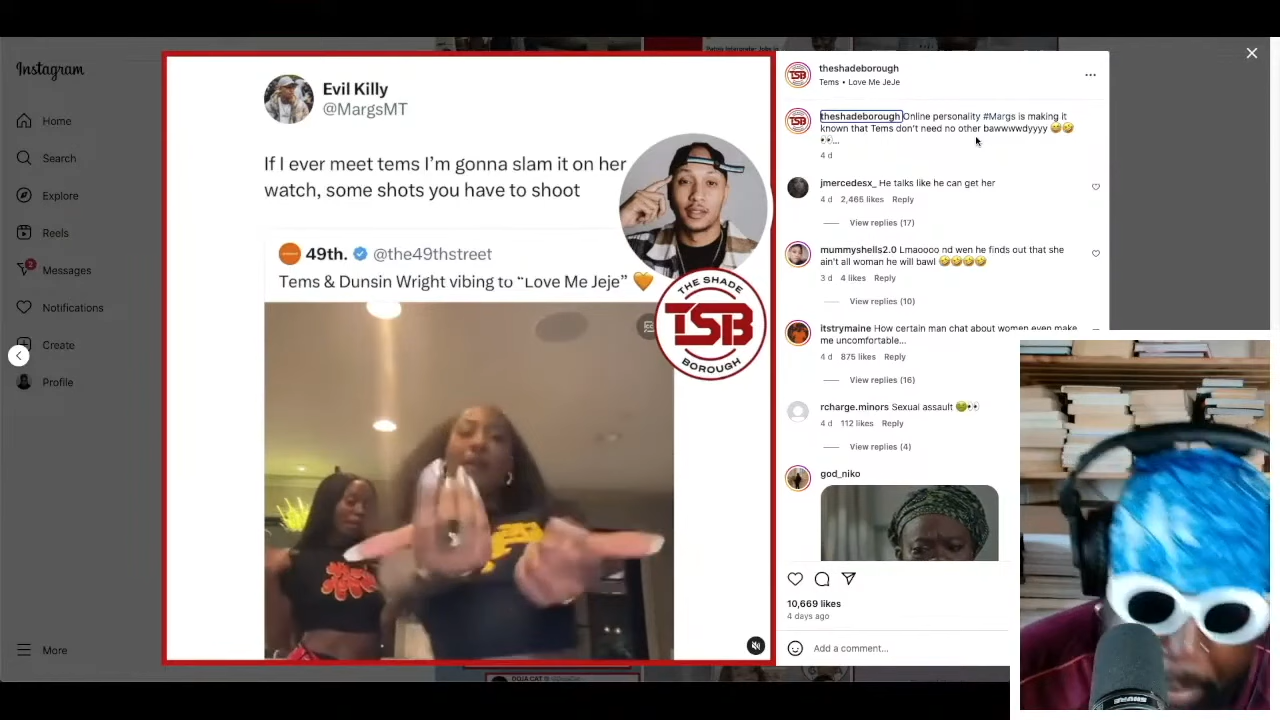 Instagram
Home
Search
Explore
Reels
2
Messages
Notifications
Create
Profile
More
Evil Killy
@MargsMT
If I ever meet tems I'm gonna slam it on her
watch, some shots you have to shoot
49th. @the49thstreet
Tems & Dunsin Wright vibing to "Love Me Jeje" 🧡
THE SHADE
TSB
BOROUGH
TSB
theshadeborough
Tems • Love Me JeJe
TSB
theshadeborough Online personality #Margs is making it
known that Tems don't need no other bawwwwdyyyy 😅🤣
👀...
4 d
jmercedesx_ He talks like he can get her
4 d 2,465 likes Reply
View replies (17)
mummyshells2.0 Lmaoooo nd wen he finds out that she
ain't all woman he will bawl 🤣🤣🤣🤣
3 d 4 likes Reply
View replies (10)
itstrymaine How certain man chat about women even make
me uncomfortable...
4 d 875 likes Reply
View replies (16)
rcharge.minors Sexual assault 🤢👀
4 d 112 likes Reply
View replies (4)
god_niko
10,669 likes
4 days ago
Add a comment...
SHURE